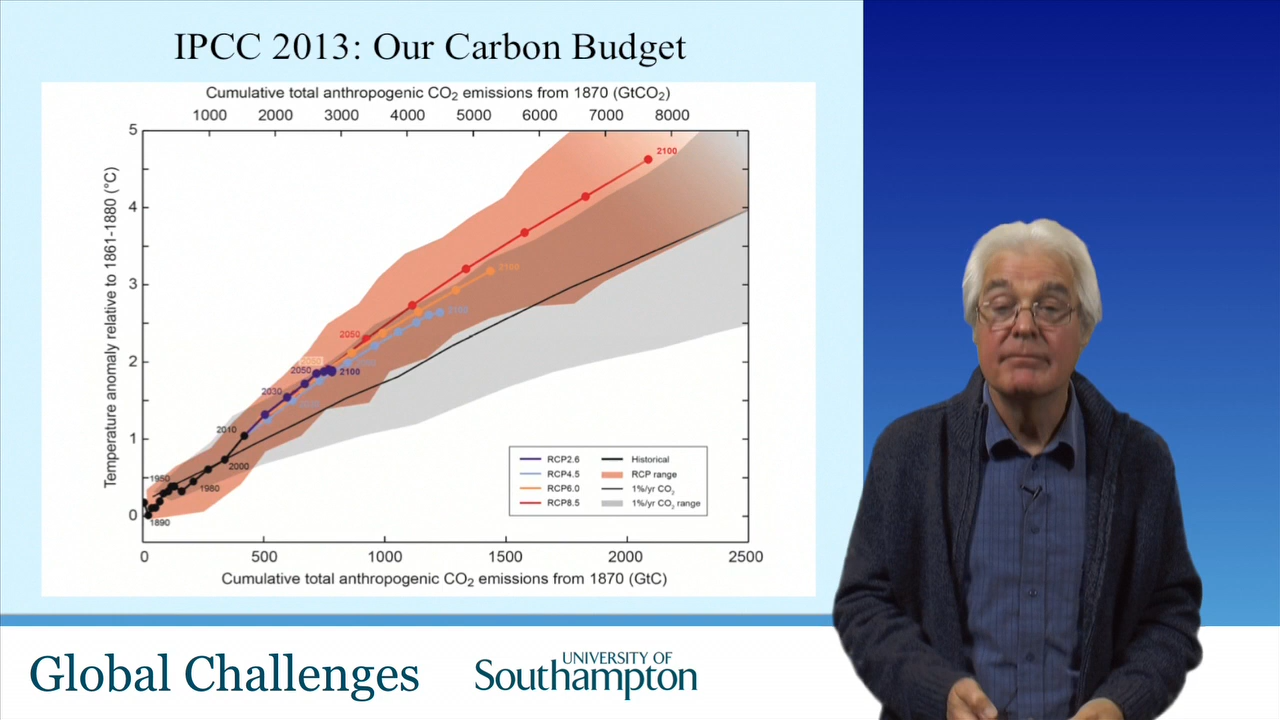 IPCC 2013: Our Carbon Budget
Cumulative total anthropogenic CO₂ emissions from 1870 (GtCO₂)
1000 2000 3000 4000 5000 6000 7000 8000
Temperature anomaly relative to 1861-1880 (°C)
5
4
3
2
1
0
2100
2100
2100
2050
2050
2100
2030
2010
2000
1950
1980
1890
RCP2.6
RCP4.5
RCP6.0
RCP8.5
Historical
RCP range
1%/yr CO₂
1%/yr CO₂ range
0 500 1000 1500 2000 2500
Cumulative total anthropogenic CO₂ emissions from 1870 (GtC)
Global Challenges
UNIVERSITY OF
Southampton